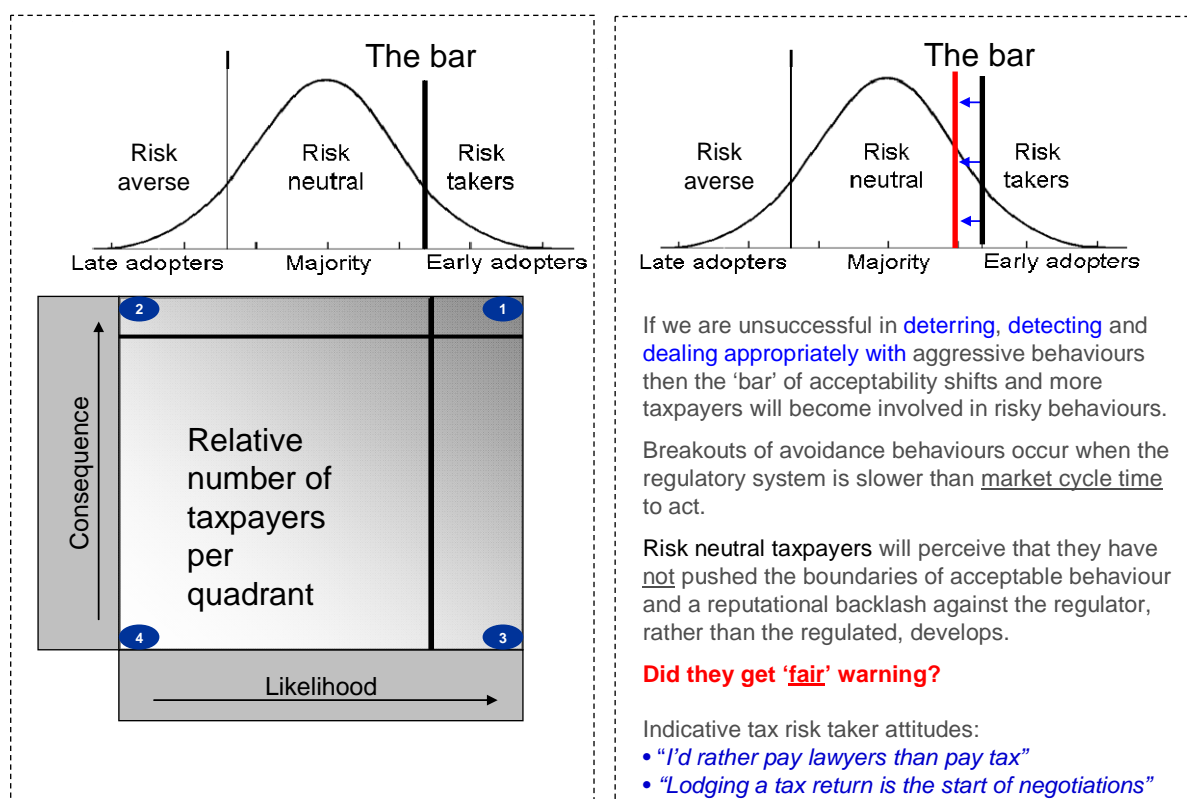 The bar
Risk
averse
Risk
neutral
Risk
takers
Late adopters
Majority
Early adopters
2
1
Consequence
Relative
number of
taxpayers
per
quadrant
4
3
Likelihood
The bar
Risk
averse
Risk
neutral
Risk
takers
Late adopters
Majority
Early adopters
If we are unsuccessful in deterring, detecting and
dealing appropriately with aggressive behaviours
then the ‘bar’ of acceptability shifts and more
taxpayers will become involved in risky behaviours.
Breakouts of avoidance behaviours occur when the
regulatory system is slower than market cycle time
to act.
Risk neutral taxpayers will perceive that they have
not pushed the boundaries of acceptable behaviour
and a reputational backlash against the regulator,
rather than the regulated, develops.
Did they get ‘fair’ warning?
Indicative tax risk taker attitudes:
• “I’d rather pay lawyers than pay tax”
• “Lodging a tax return is the start of negotiations”